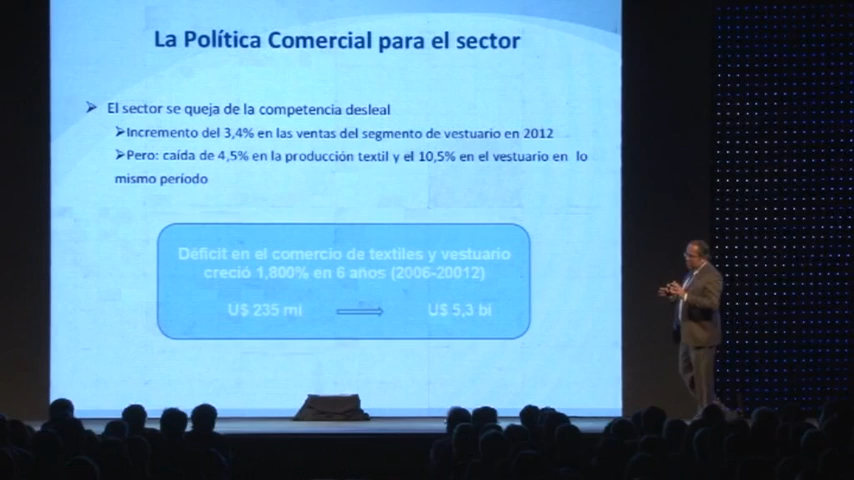 La Política Comercial para el sector
➢ El sector se queja de la competencia desleal
➢Incremento del 3,4% en las ventas del segmento de vestuario en 2012
➢Pero: caída de 4,5% en la producción textil y el 10,5% en el vestuario en lo
mismo período
Déficit en el comercio de textiles y vestuario
creció 1,800% en 6 años (2006-20012)
U$ 235 mi U$ 5,3 bi